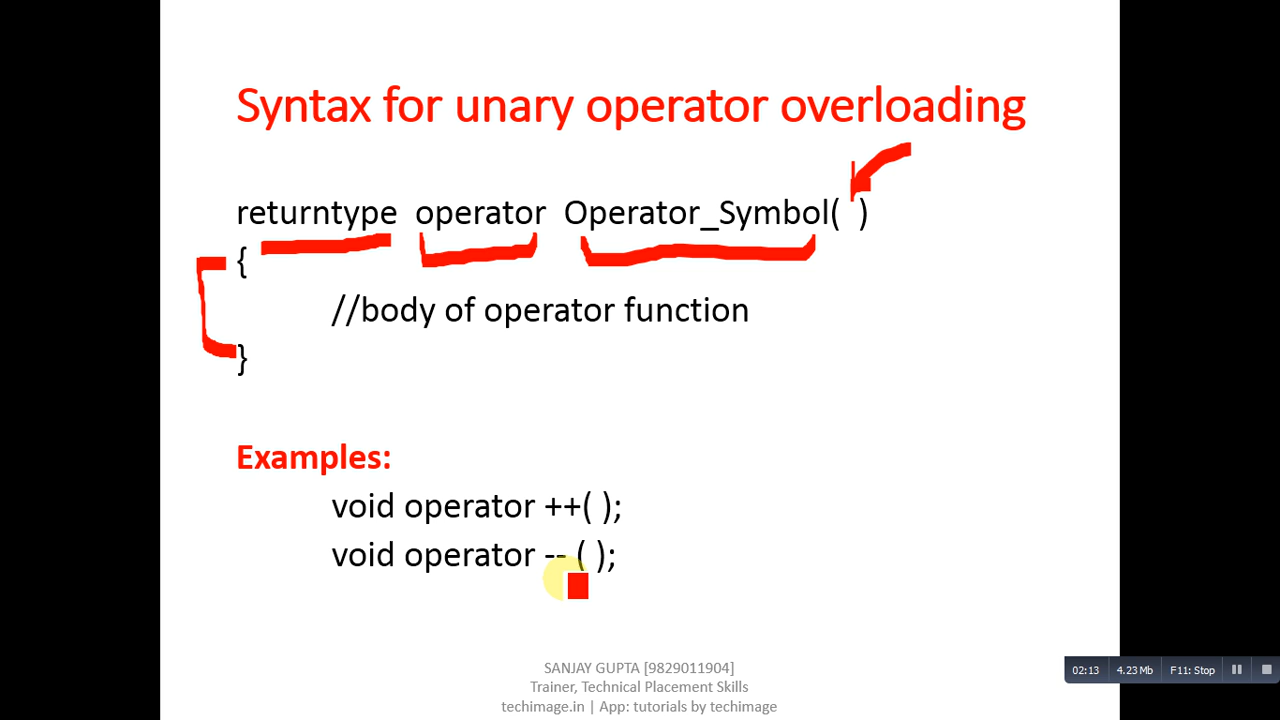 Syntax for unary operator overloading
returntype operator Operator_Symbol( )
{
//body of operator function
}
Examples:
void operator ++( );
void operator -- ( );
SANJAY GUPTA [9829011904]
Trainer, Technical Placement Skills
techimage.in | App: tutorials by techimage
02:13 4.23 Mb F11: Stop